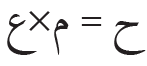 ح = م × ع